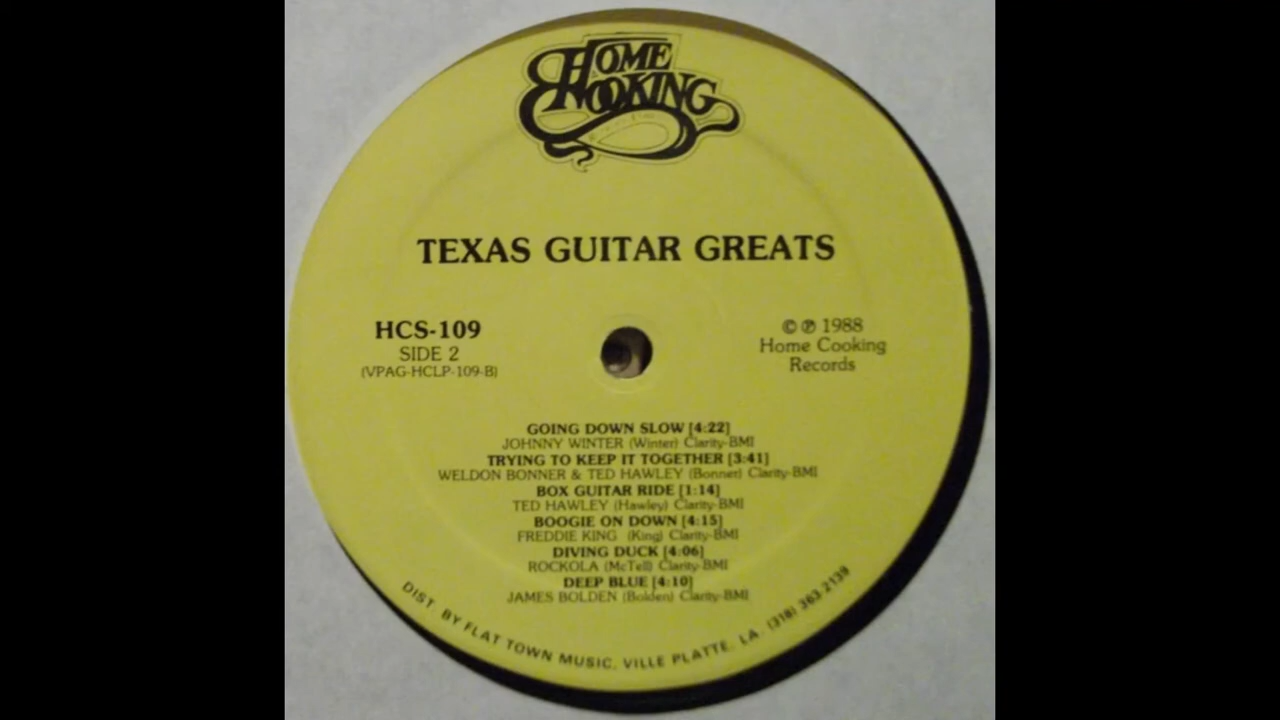 HOME
COOKING
TEXAS GUITAR GREATS
HCS-109
SIDE 2
(VPAG-HCLP-109-B)
© ℗ 1988
Home Cooking
Records
GOING DOWN SLOW [4:22]
JOHNNY WINTER (Winter) Clarity-BMI
TRYING TO KEEP IT TOGETHER [3:41]
WELDON BONNER & TED HAWLEY (Bonner) Clarity-BMI
BOX GUITAR RIDE [1:14]
TED HAWLEY (Hawley) Clarity-BMI
BOOGIE ON DOWN [4:15]
FREDDIE KING (King) Clarity-BMI
DIVING DUCK [4:06]
ROCKOLA (McTell) Clarity-BMI
DEEP BLUE [4:10]
JAMES BOLDEN (Bolden) Clarity-BMI
DIST. BY FLAT TOWN MUSIC, VILLE PLATTE, LA. (318) 363-2139